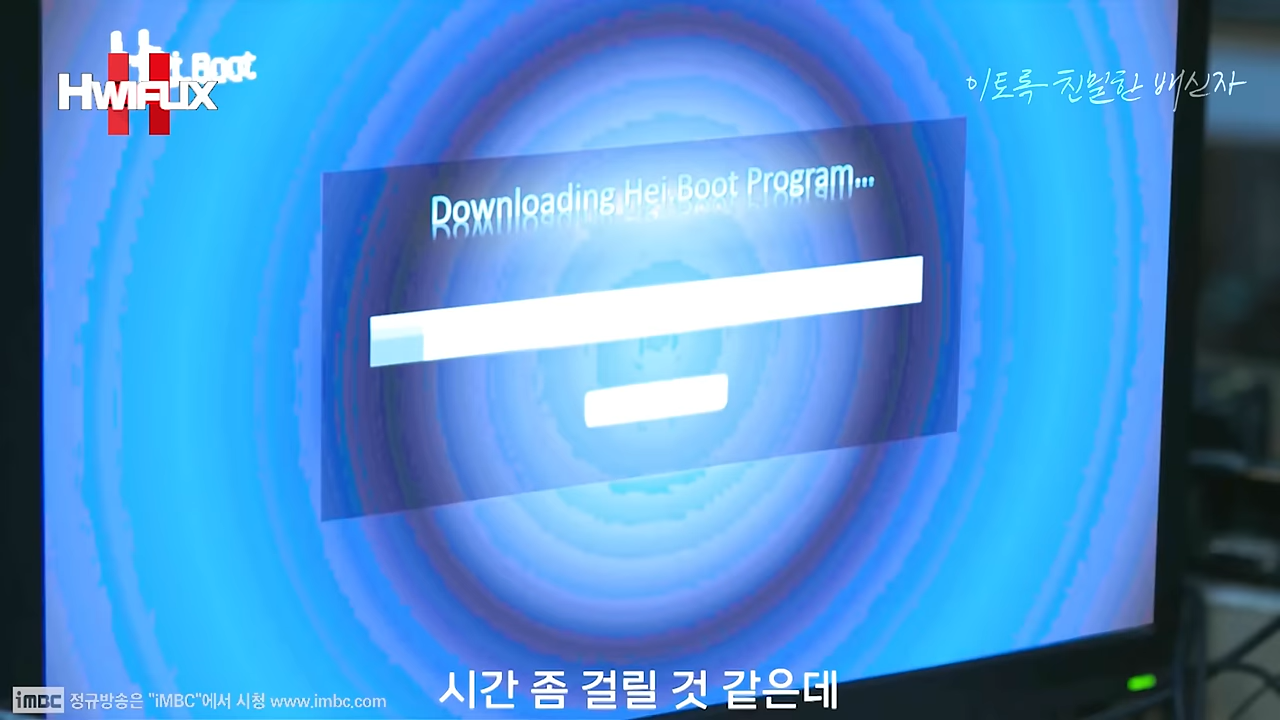 Hei.Boot
HWIFLIX
이토록 친밀한 배신자
Downloading Hei.Boot Program...
시간 좀 걸릴 것 같은데
iMBC 정규방송은 "iMBC"에서 시청 www.imbc.com